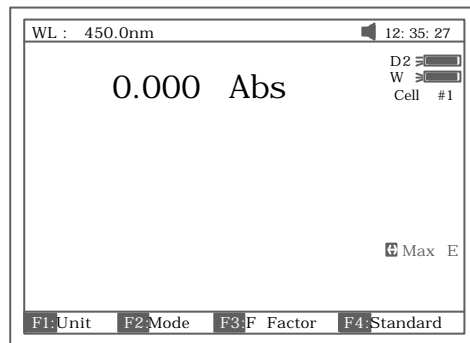 WL : 450.0nm 12: 35: 27
0.000 Abs
D2
W
Cell #1
Max E
F1:Unit F2:Mode F3:F Factor F4:Standard